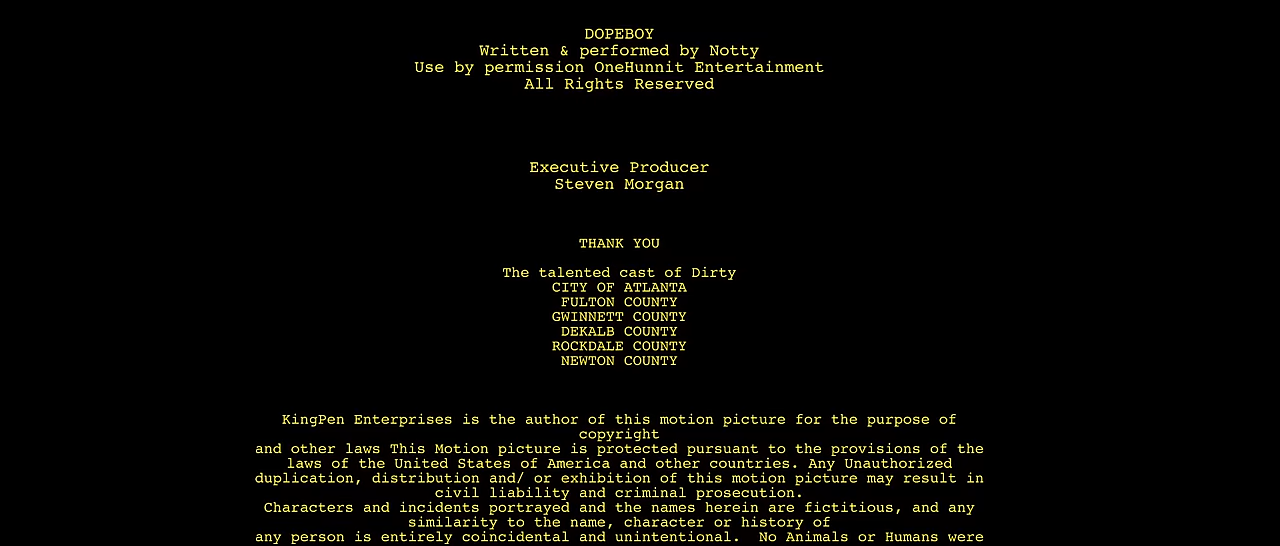 DOPEBOY
Written & performed by Notty
Use by permission OneHunnit Entertainment
All Rights Reserved
Executive Producer
Steven Morgan
THANK YOU
The talented cast of Dirty
CITY OF ATLANTA
FULTON COUNTY
GWINNETT COUNTY
DEKALB COUNTY
ROCKDALE COUNTY
NEWTON COUNTY
KingPen Enterprises is the author of this motion picture for the purpose of
copyright
and other laws This Motion picture is protected pursuant to the provisions of the
laws of the United States of America and other countries. Any Unauthorized
duplication, distribution and/ or exhibition of this motion picture may result in
civil liability and criminal prosecution.
Characters and incidents portrayed and the names herein are fictitious, and any
similarity to the name, character or history of
any person is entirely coincidental and unintentional.  No Animals or Humans were